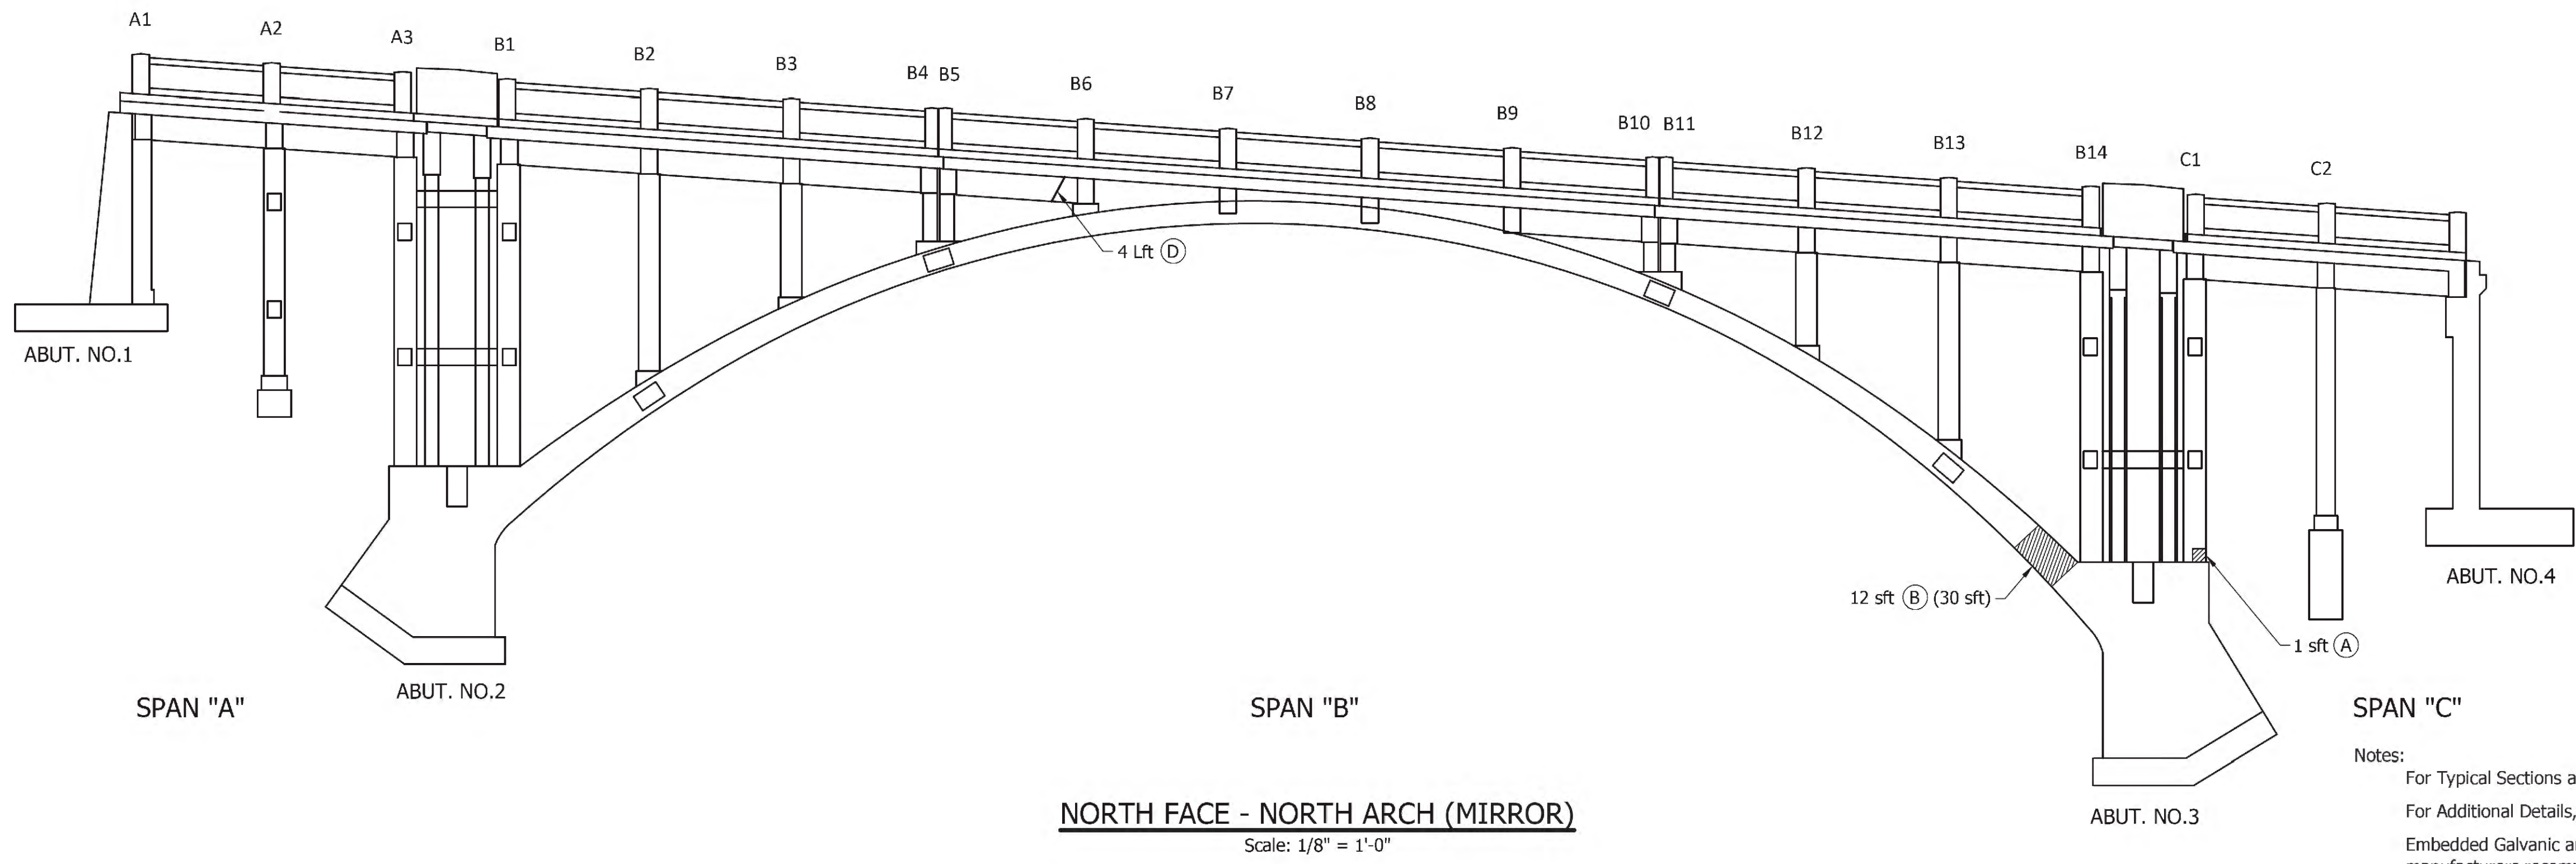 A1
A2
A3
B1
B2
B3
B4 B5
B6
B7
B8
B9
B10 B11
B12
B13
B14
C1
C2
4 Lft D
12 sft B (30 sft)
1 sft A
ABUT. NO.1
ABUT. NO.2
ABUT. NO.3
ABUT. NO.4
SPAN "A"
SPAN "B"
SPAN "C"
NORTH FACE - NORTH ARCH (MIRROR)
Scale: 1/8" = 1'-0"
Notes:
For Typical Sections a
For Additional Details,
Embedded Galvanic a